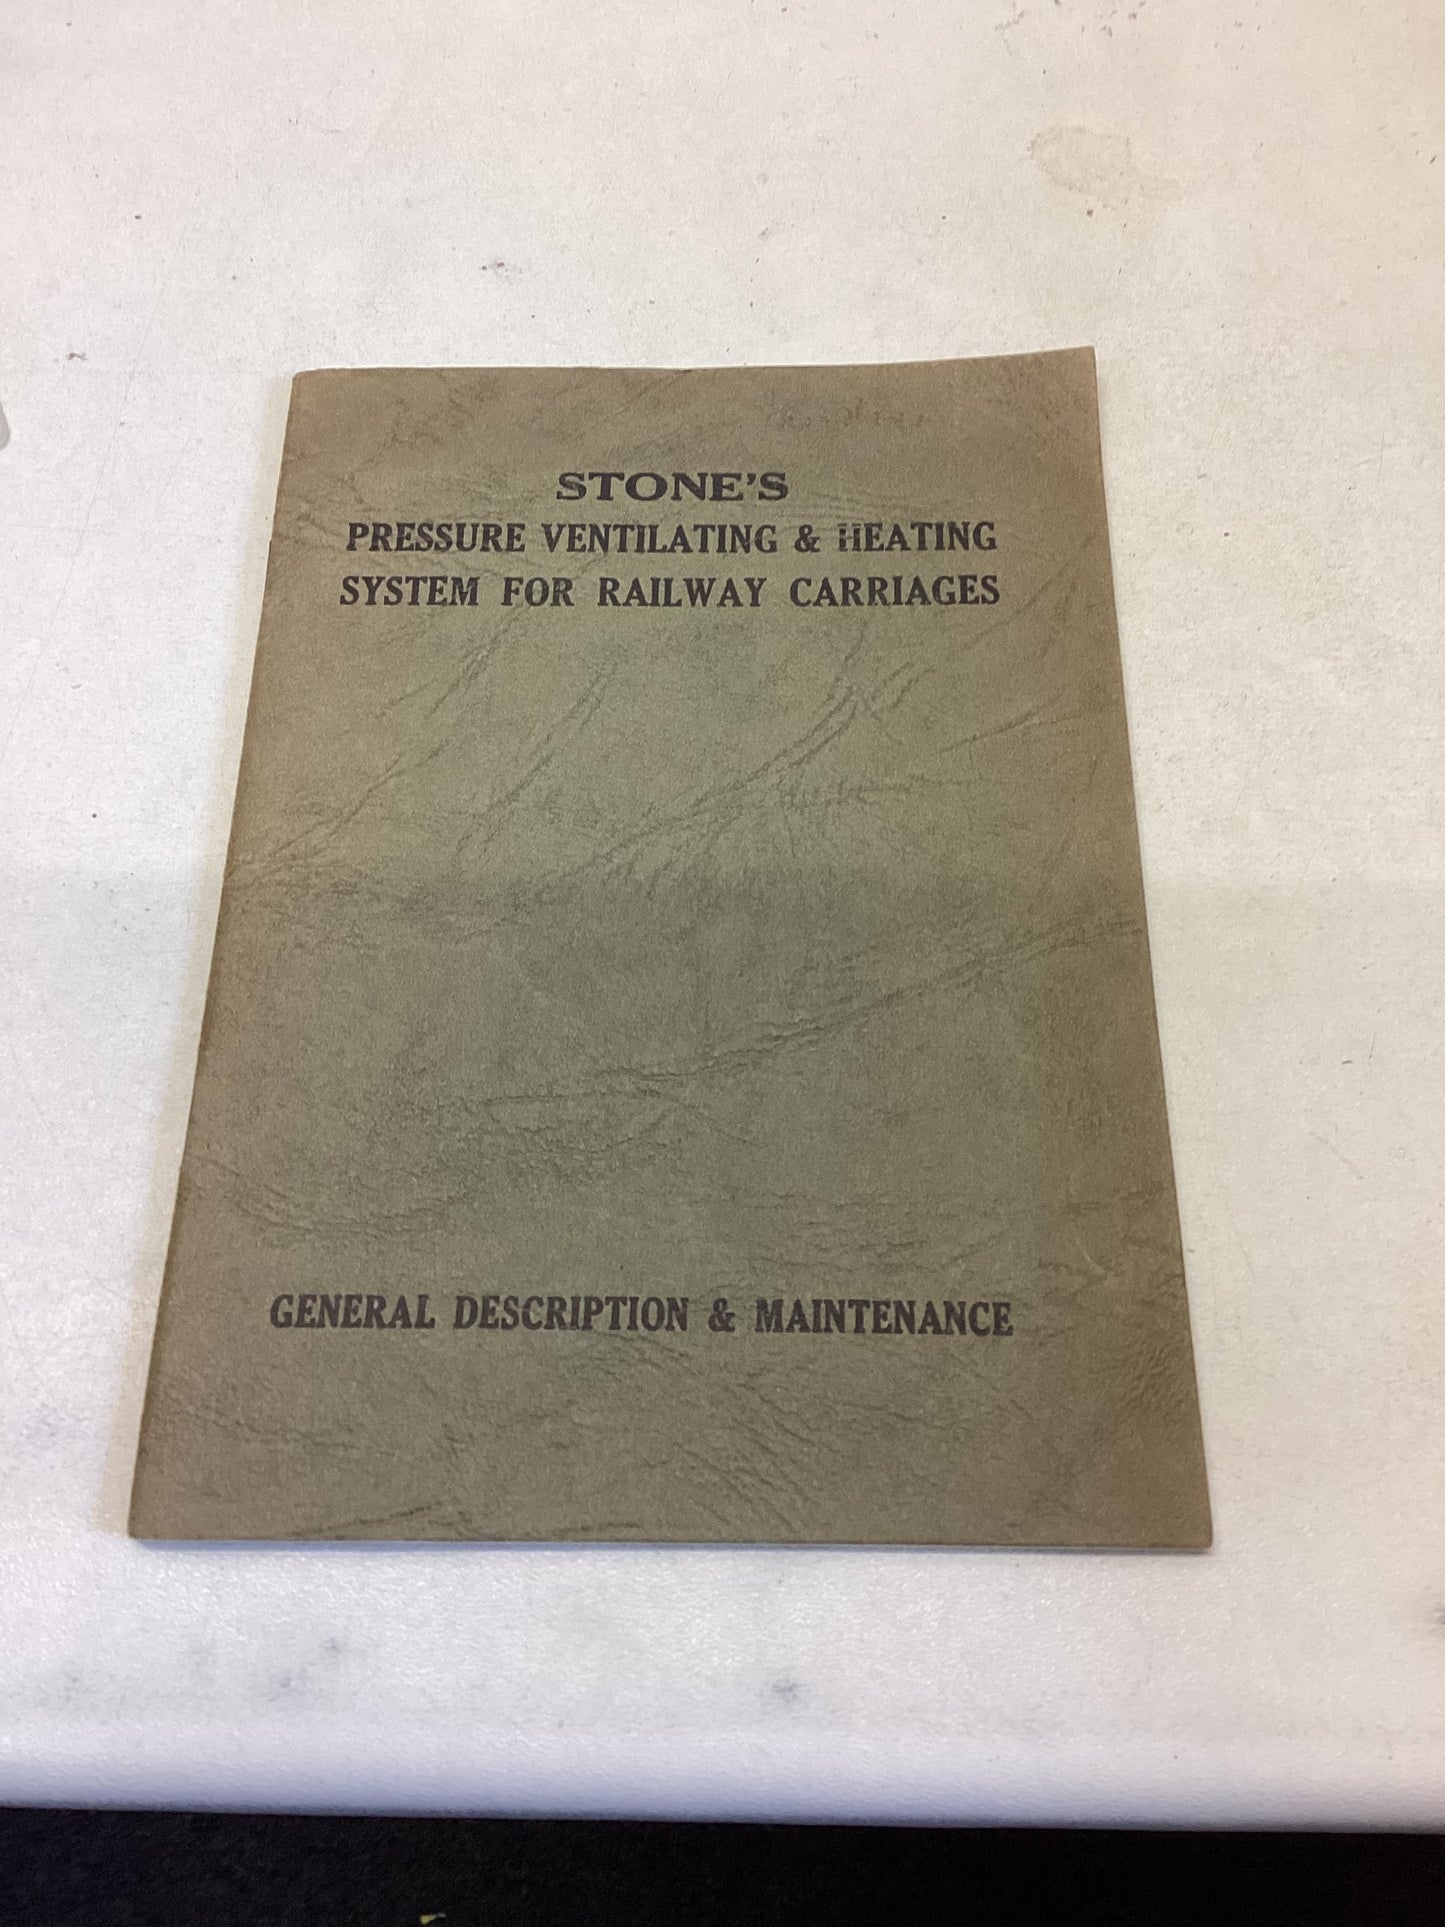 STONE'S
PRESSURE VENTILATING & HEATING
SYSTEM FOR RAILWAY CARRIAGES
GENERAL DESCRIPTION & MAINTENANCE